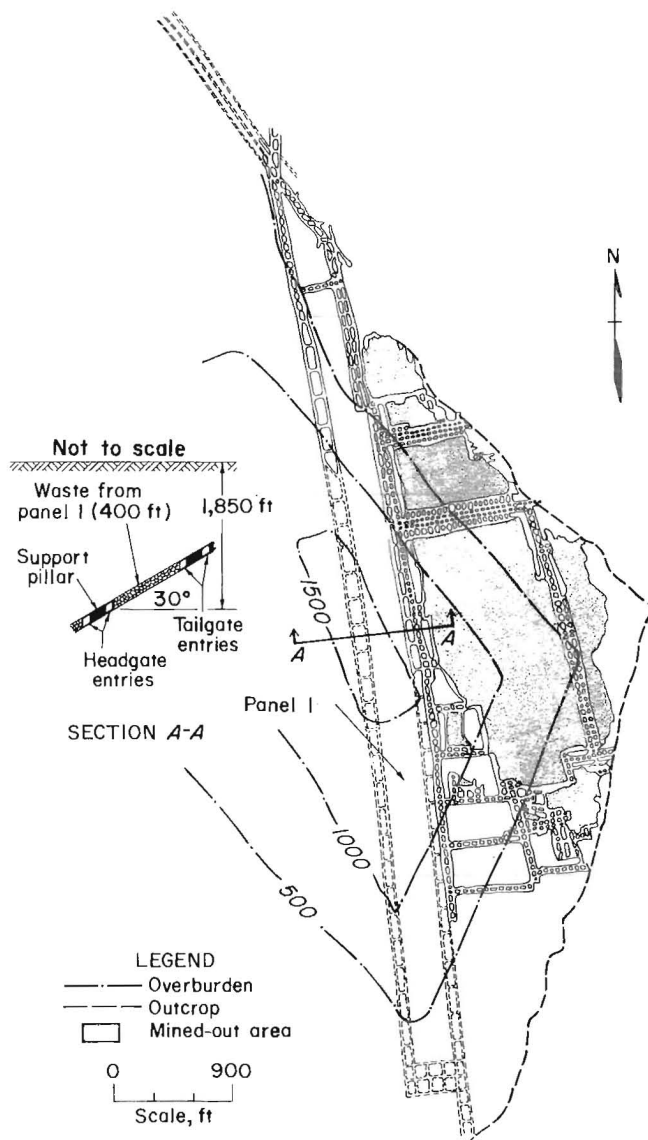 N
Not to scale
Waste from
panel 1 (400 ft)
1,850 ft
Support
pillar
30°
Tailgate
entries
Headgate
entries
SECTION A-A
1500
A
A
Panel 1
1000
500
LEGEND
Overburden
Outcrop
Mined-out area
0 900
Scale, ft